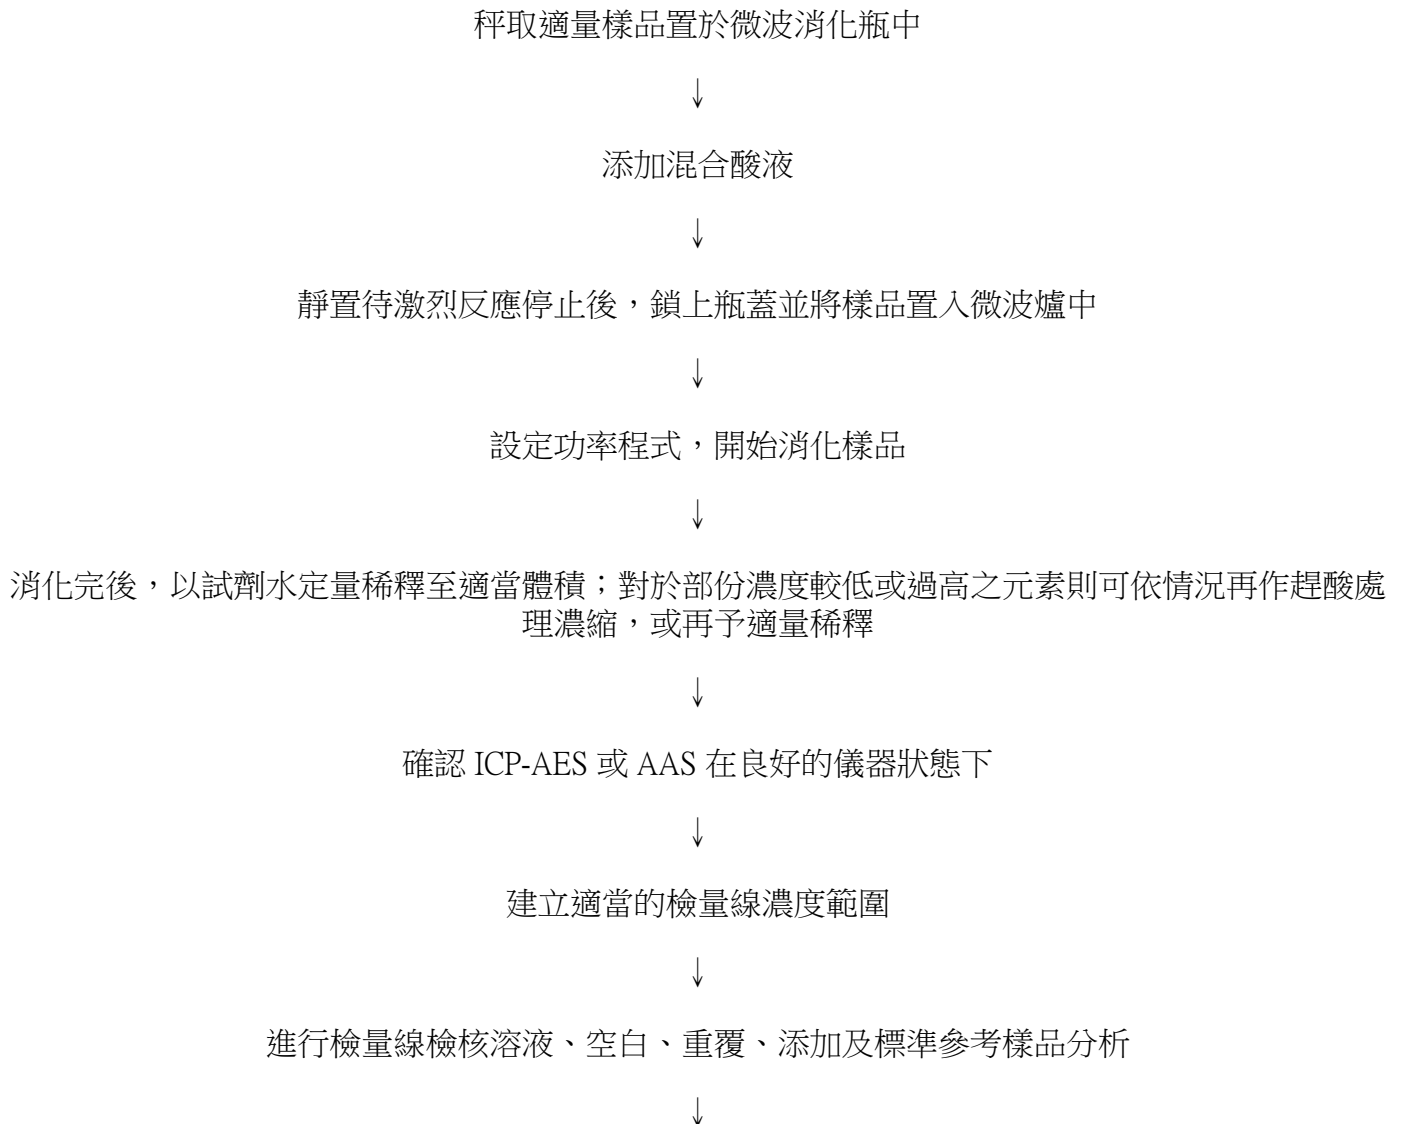 秤取適量樣品置於微波消化瓶中
↓
添加混合酸液
↓
靜置待激烈反應停止後，鎖上瓶蓋並將樣品置入微波爐中
↓
設定功率程式，開始消化樣品
↓
消化完後，以試劑水定量稀釋至適當體積；對於部份濃度較低或過高之元素則可依情況再作趕酸處
理濃縮，或再予適量稀釋
↓
確認 ICP-AES 或 AAS 在良好的儀器狀態下
↓
建立適當的檢量線濃度範圍
↓
進行檢量線檢核溶液、空白、重覆、添加及標準參考樣品分析
↓